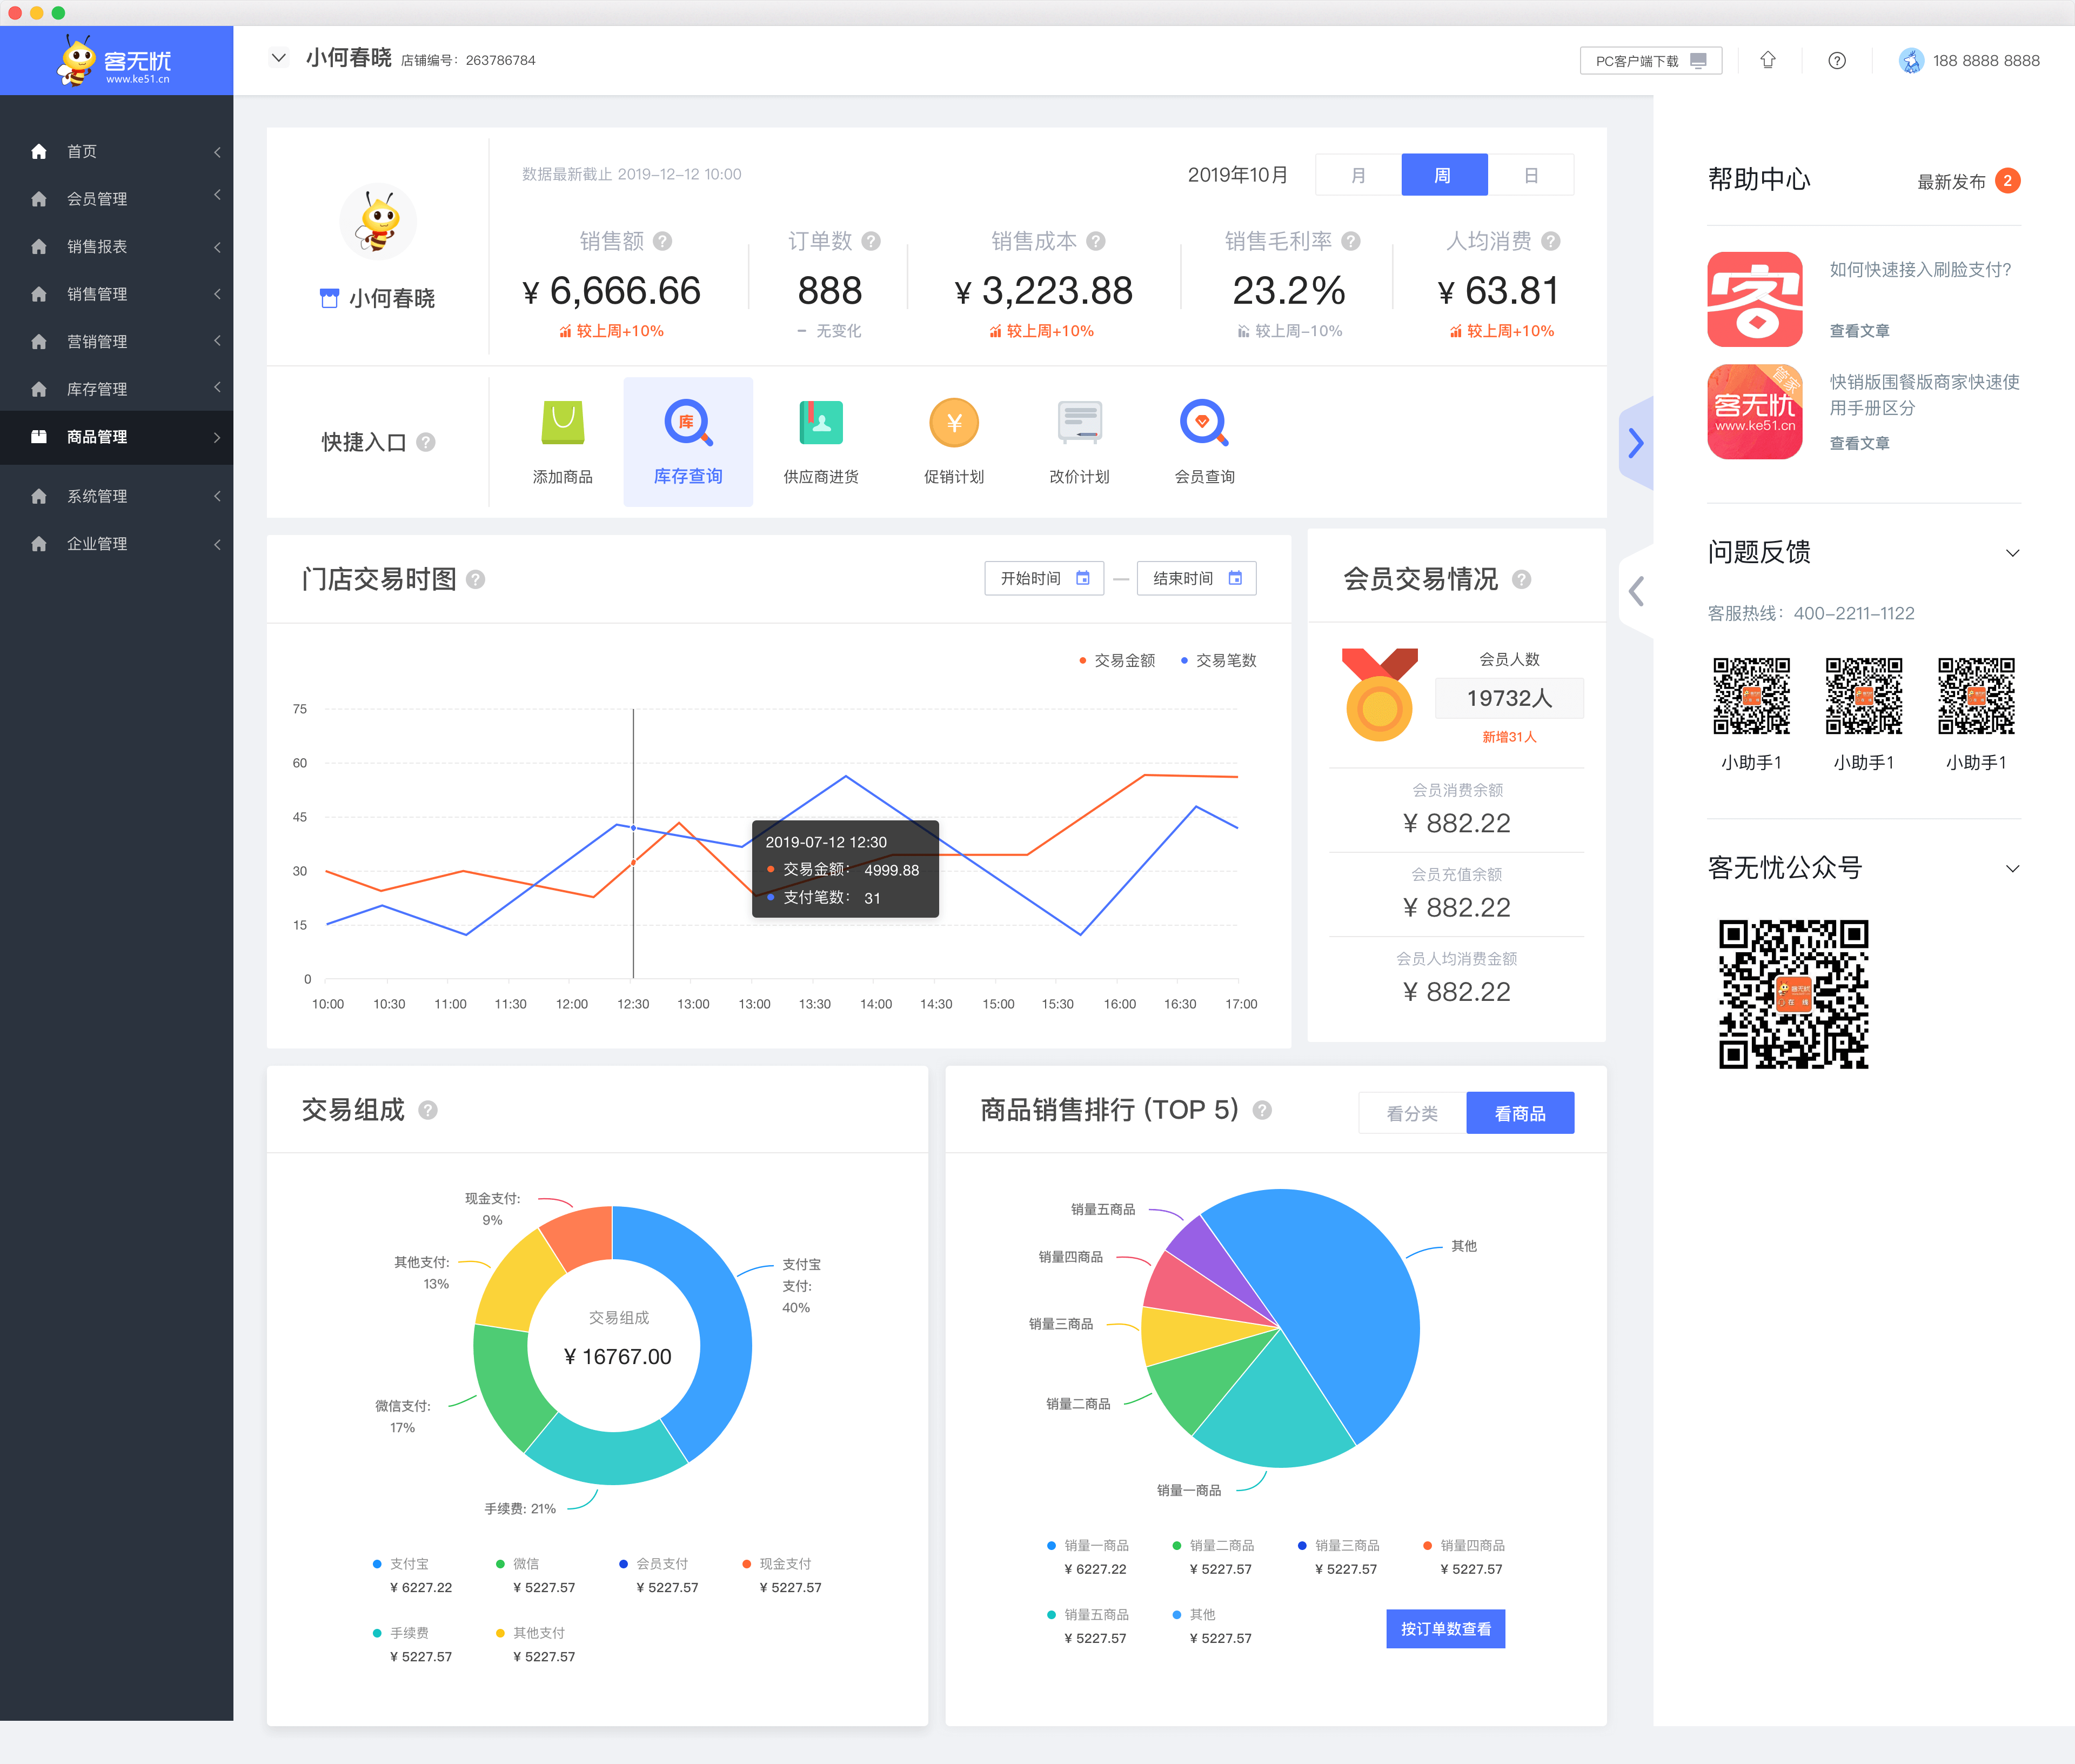 客无忧
www.ke51.cn
小何春晓 店铺编号：263786784
PC客户端下载
188 8888 8888
首页
会员管理
销售报表
销售管理
营销管理
库存管理
商品管理
系统管理
企业管理
小何春晓
数据最新截止 2019-12-12 10:00
2019年10月
月
周
日
销售额
¥ 6,666.66
较上周+10%
订单数
888
无变化
销售成本
¥ 3,223.88
较上周+10%
销售毛利率
23.2%
较上周-10%
人均消费
¥ 63.81
较上周+10%
快捷入口
添加商品
库
库存查询
供应商进货
¥
促销计划
改价计划
会员查询
门店交易时图
开始时间 — 结束时间
交易金额
交易笔数
75
60
45
30
15
0
10:00 10:30 11:00 11:30 12:00 12:30 13:00 13:00 13:30 14:00 14:30 15:00 15:30 16:00 16:30 17:00
2019-07-12 12:30
交易金额： 4999.88
支付笔数： 31
会员交易情况
会员人数
19732人
新增31人
会员消费余额
¥ 882.22
会员充值余额
¥ 882.22
会员人均消费金额
¥ 882.22
交易组成
现金支付:
9%
其他支付:
13%
微信支付:
17%
手续费: 21%
支付宝
支付:
40%
交易组成
¥ 16767.00
支付宝
¥ 6227.22
微信
¥ 5227.57
会员支付
¥ 5227.57
现金支付
¥ 5227.57
手续费
¥ 5227.57
其他支付
¥ 5227.57
商品销售排行 (TOP 5)
看分类
看商品
销量五商品
销量四商品
销量三商品
销量二商品
销量一商品
其他
销量一商品
¥ 6227.22
销量二商品
¥ 5227.57
销量三商品
¥ 5227.57
销量四商品
¥ 5227.57
销量五商品
¥ 5227.57
其他
¥ 5227.57
按订单数查看
帮助中心
最新发布 2
客
如何快速接入刷脸支付?
查看文章
管家
客无忧
www.ke51.cn
快销版围餐版商家快速使
用手册区分
查看文章
问题反馈
客服热线：400-2211-1122
小助手1
小助手1
小助手1
客无忧公众号
客无忧
在 线